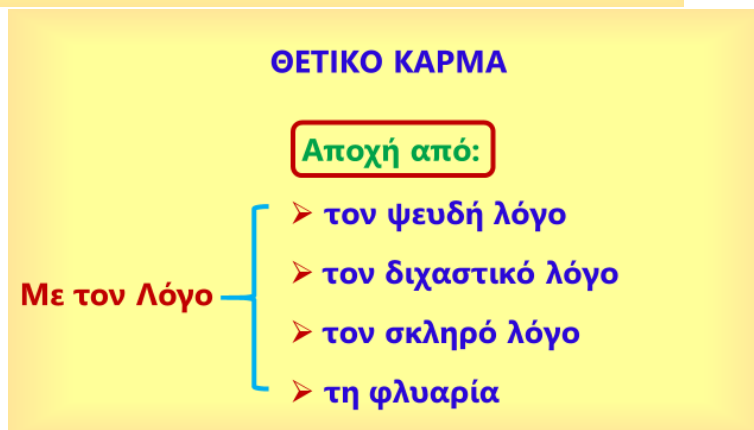 ΘΕΤΙΚΟ ΚΑΡΜΑ
Αποχή από:
➢ τον ψευδή λόγο
➢ τον διχαστικό λόγο
Με τον Λόγο
➢ τον σκληρό λόγο
➢ τη φλυαρία